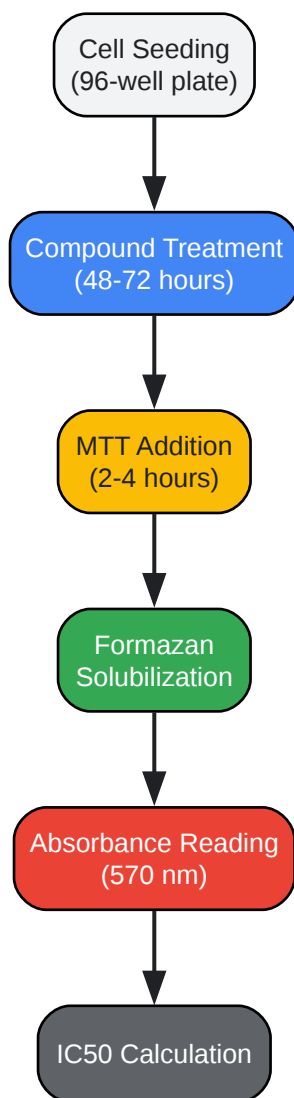 Cell Seeding
(96-well plate)
Compound Treatment
(48-72 hours)
MTT Addition
(2-4 hours)
Formazan
Solubilization
Absorbance Reading
(570 nm)
IC50 Calculation